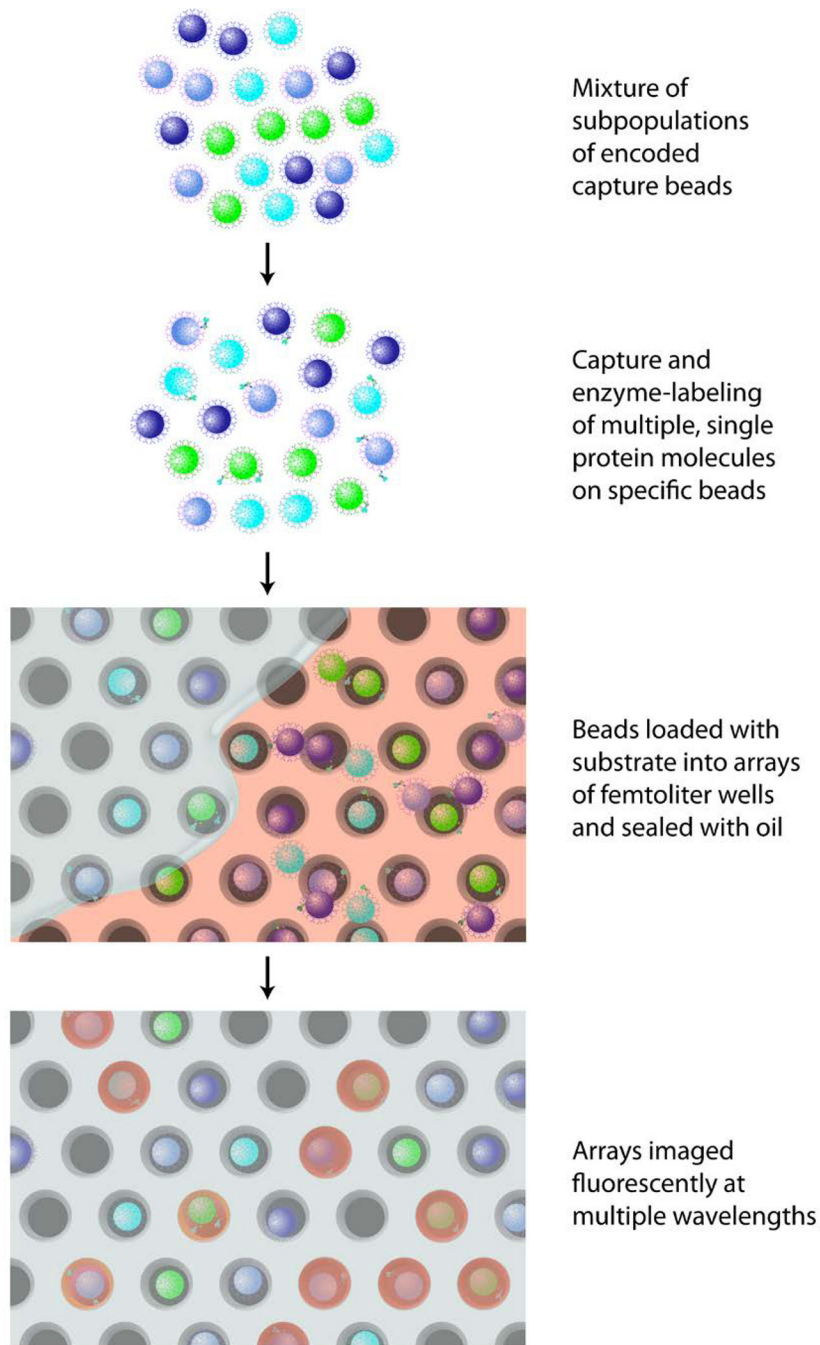 Mixture of
subpopulations
of encoded
capture beads
Capture and
enzyme-labeling
of multiple, single
protein molecules
on specific beads
Beads loaded with
substrate into arrays
of femtoliter wells
and sealed with oil
Arrays imaged
fluorescently at
multiple wavelengths